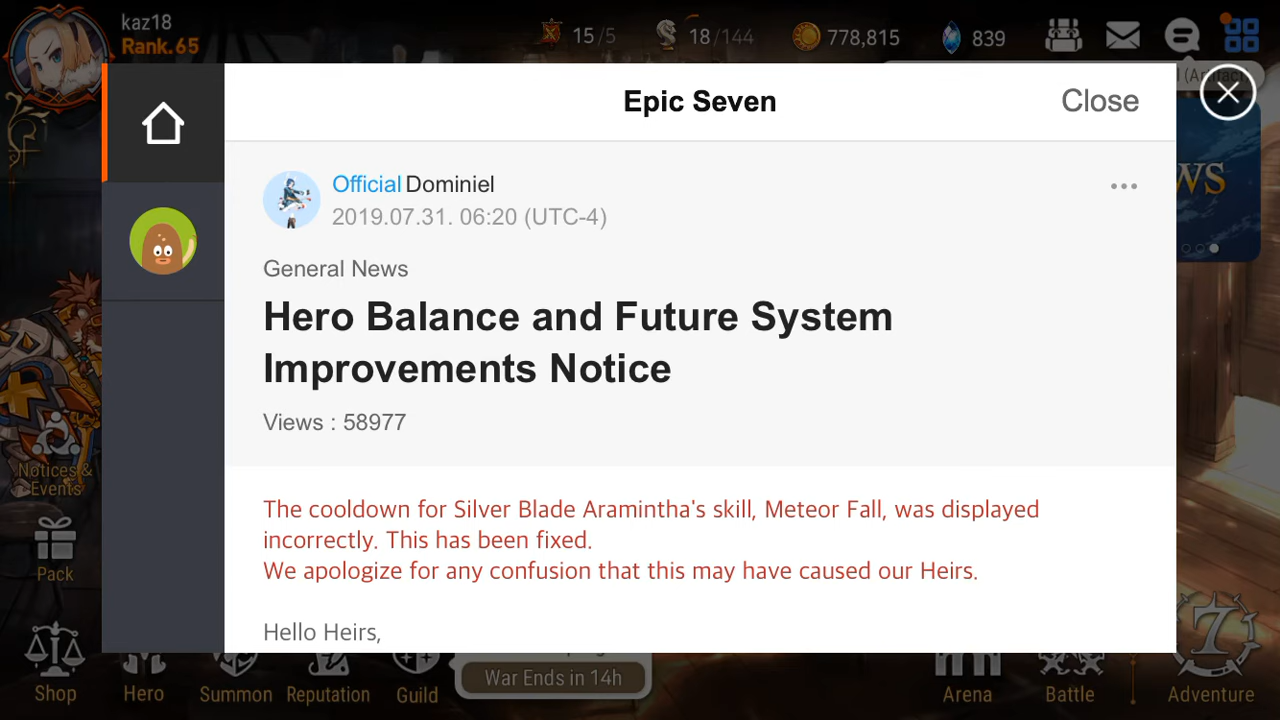 kaz18
Rank.65
15/5
18/144
778,815
839
Epic Seven
Close
Official Dominiel
2019.07.31. 06:20 (UTC-4)
General News
Hero Balance and Future System
Improvements Notice
Views : 58977
The cooldown for Silver Blade Aramintha's skill, Meteor Fall, was displayed
incorrectly. This has been fixed.
We apologize for any confusion that this may have caused our Heirs.
Hello Heirs,
Notices &
Events
Pack
War Ends in 14h
Shop
Hero
Summon
Reputation
Guild
Arena
Battle
Adventure